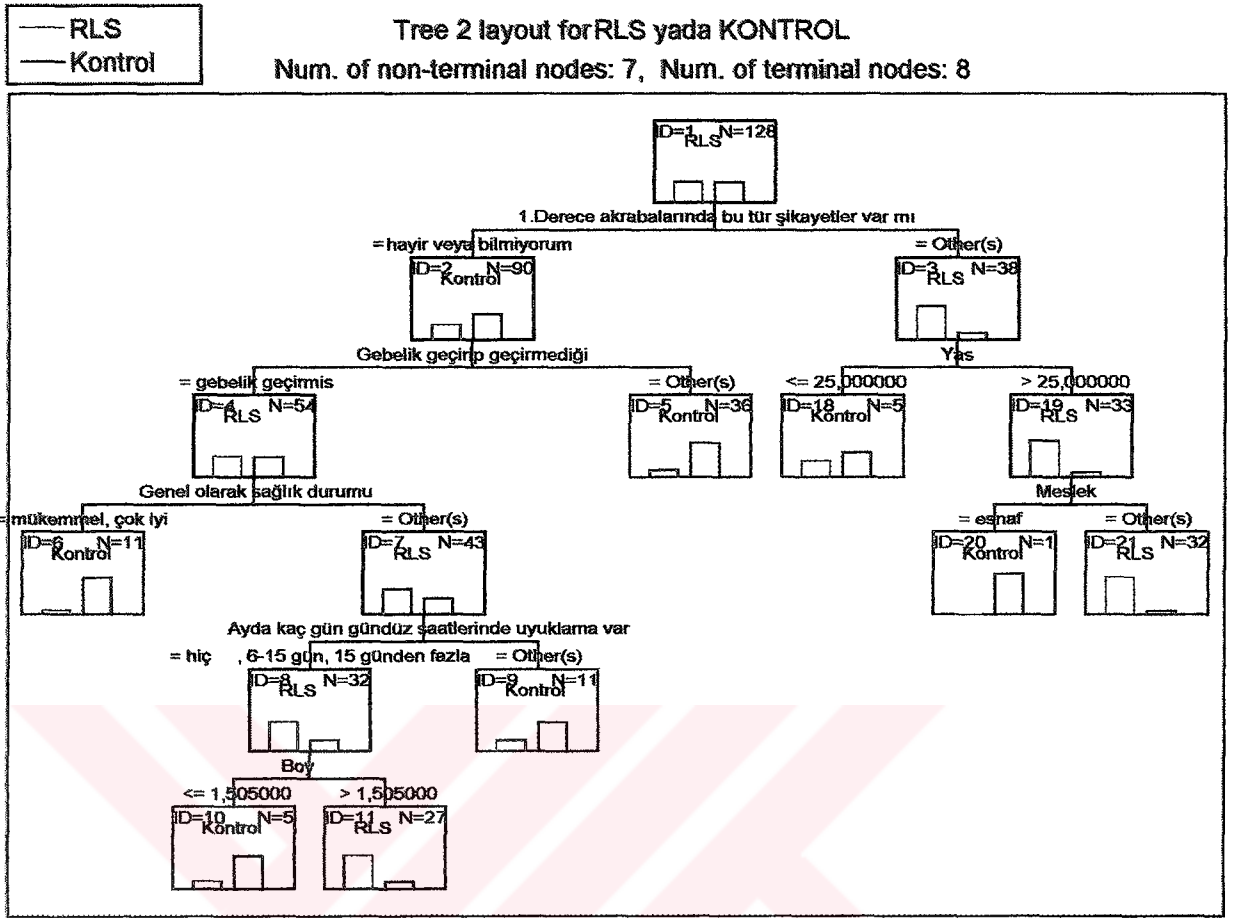 RLS
Kontrol
Tree 2 layout for RLS yada KONTROL
Num. of non-terminal nodes: 7, Num. of terminal nodes: 8
ID=1 N=128
RLS
1.Derece akrabalarında bu tür şikayetler var mı
= hayir veya bilmiyorum
= Other(s)
ID=2 N=90
Kontrol
ID=3 N=38
RLS
Gebelik geçirip geçirmediği
Yas
= gebelik geçirmis
= Other(s)
<= 25,000000
> 25,000000
ID=4 N=54
RLS
ID=5 N=36
Kontrol
ID=18 N=5
Kontrol
ID=19 N=33
RLS
Genel olarak sağlık durumu
Meslek
= mükemmel, çok iyi
= Other(s)
= esnaf
= Other(s)
ID=6 N=11
Kontrol
ID=7 N=43
RLS
ID=20 N=1
Kontrol
ID=21 N=32
RLS
Ayda kaç gün gündüz saatlerinde uyuklama var
= hiç , 6-15 gün, 15 günden fazla
= Other(s)
ID=8 N=32
RLS
ID=9 N=11
Kontrol
Boy
<= 1,505000
> 1,505000
ID=10 N=5
Kontrol
ID=11 N=27
RLS